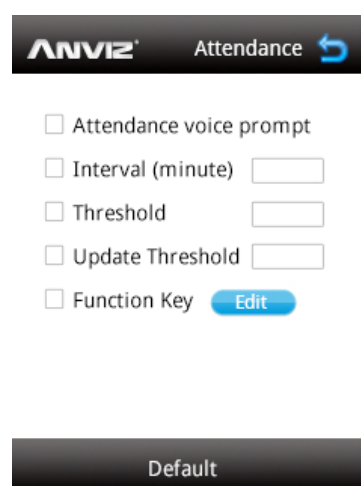 ANVIZ Attendance
Attendance voice prompt
Interval (minute)
Threshold
Update Threshold
Function Key Edit
Default